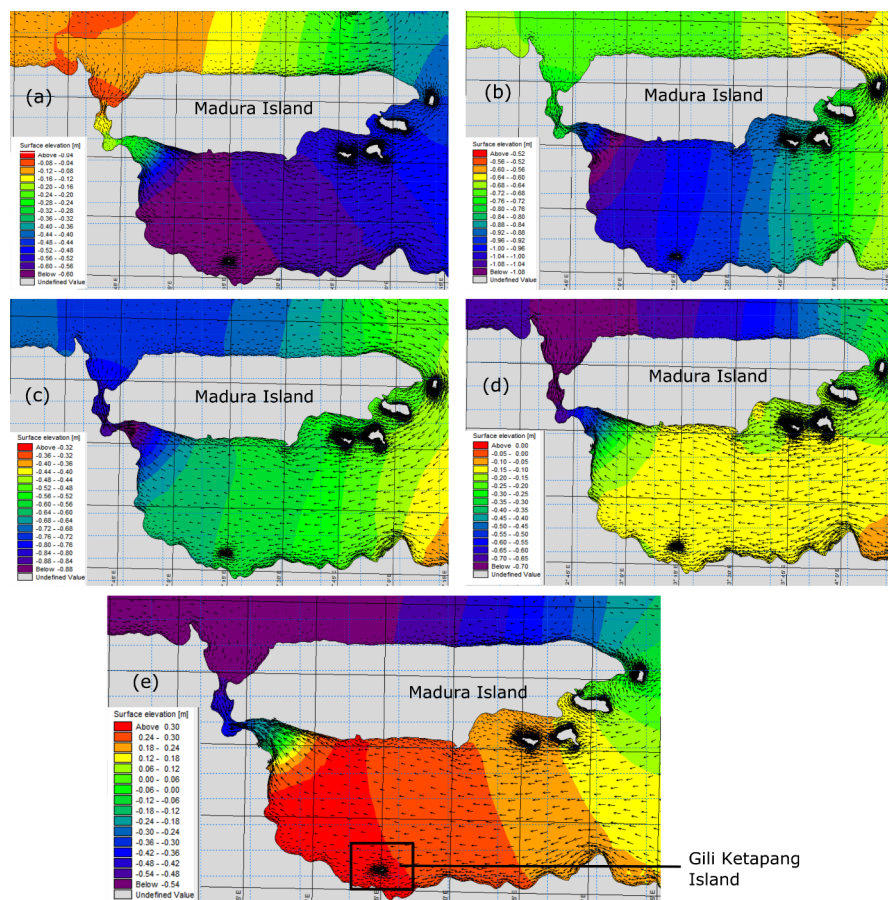 (a)
Madura Island
Surface elevation [m]
Above -0.04
-0.08 - -0.04
-0.12 - -0.08
-0.16 - -0.12
-0.20 - -0.16
-0.24 - -0.20
-0.28 - -0.24
-0.32 - -0.28
-0.36 - -0.32
-0.40 - -0.36
-0.44 - -0.40
-0.48 - -0.44
-0.52 - -0.48
-0.56 - -0.52
-0.60 - -0.56
Below -0.60
Undefined Value
(b)
Madura Island
Surface elevation [m]
Above -0.52
-0.56 - -0.52
-0.60 - -0.56
-0.64 - -0.60
-0.68 - -0.64
-0.72 - -0.68
-0.76 - -0.72
-0.80 - -0.76
-0.84 - -0.80
-0.88 - -0.84
-0.92 - -0.88
-0.96 - -0.92
-1.00 - -0.96
-1.04 - -1.00
-1.08 - -1.04
Below -1.08
Undefined Value
(c)
Madura Island
Surface elevation [m]
Above -0.32
-0.36 - -0.32
-0.40 - -0.36
-0.44 - -0.40
-0.48 - -0.44
-0.52 - -0.48
-0.56 - -0.52
-0.60 - -0.56
-0.64 - -0.60
-0.68 - -0.64
-0.72 - -0.68
-0.76 - -0.72
-0.80 - -0.76
-0.84 - -0.80
-0.88 - -0.84
Below -0.88
Undefined Value
(d)
Madura Island
Surface elevation [m]
Above 0.00
-0.05 - 0.00
-0.10 - -0.05
-0.15 - -0.10
-0.20 - -0.15
-0.25 - -0.20
-0.30 - -0.25
-0.35 - -0.30
-0.40 - -0.35
-0.45 - -0.40
-0.50 - -0.45
-0.55 - -0.50
-0.60 - -0.55
-0.65 - -0.60
-0.70 - -0.65
Below -0.70
Undefined Value
(e)
Madura Island
Surface elevation [m]
Above 0.30
0.24 - 0.30
0.18 - 0.24
0.12 - 0.18
0.06 - 0.12
0.00 - 0.06
-0.06 - 0.00
-0.12 - -0.06
-0.18 - -0.12
-0.24 - -0.18
-0.30 - -0.24
-0.36 - -0.30
-0.42 - -0.36
-0.48 - -0.42
-0.54 - -0.48
Below -0.54
Undefined Value
Gili Ketapang
Island